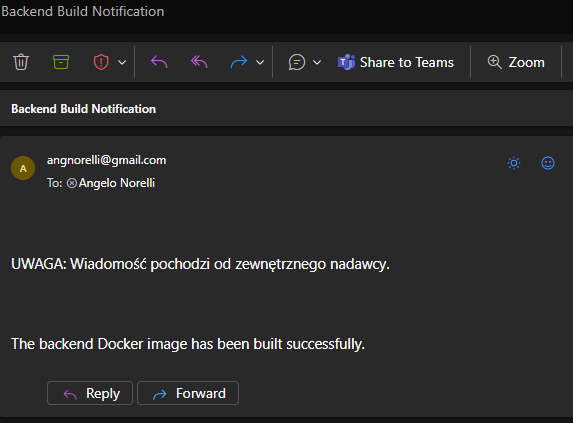 Backend Build Notification
Share to Teams
Zoom
Backend Build Notification
A
angnorelli@gmail.com
To: Angelo Norelli
UWAGA: Wiadomość pochodzi od zewnętrznego nadawcy.
The backend Docker image has been built successfully.
Reply
Forward